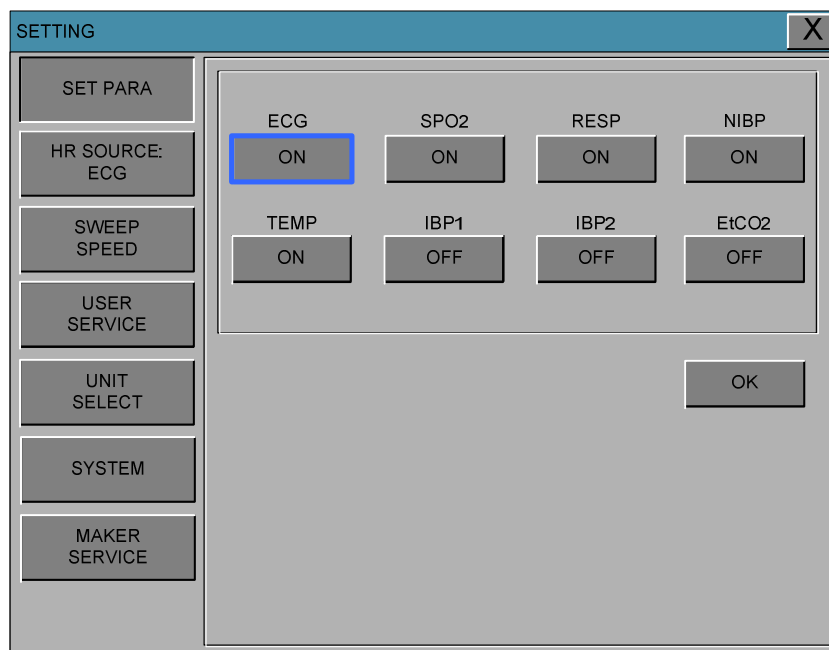 SETTING
X
SET PARA
HR SOURCE:
ECG
SWEEP
SPEED
USER
SERVICE
UNIT
SELECT
SYSTEM
MAKER
SERVICE
ECG SPO2 RESP NIBP
ON ON ON ON
TEMP IBP1 IBP2 EtCO2
ON OFF OFF OFF
OK